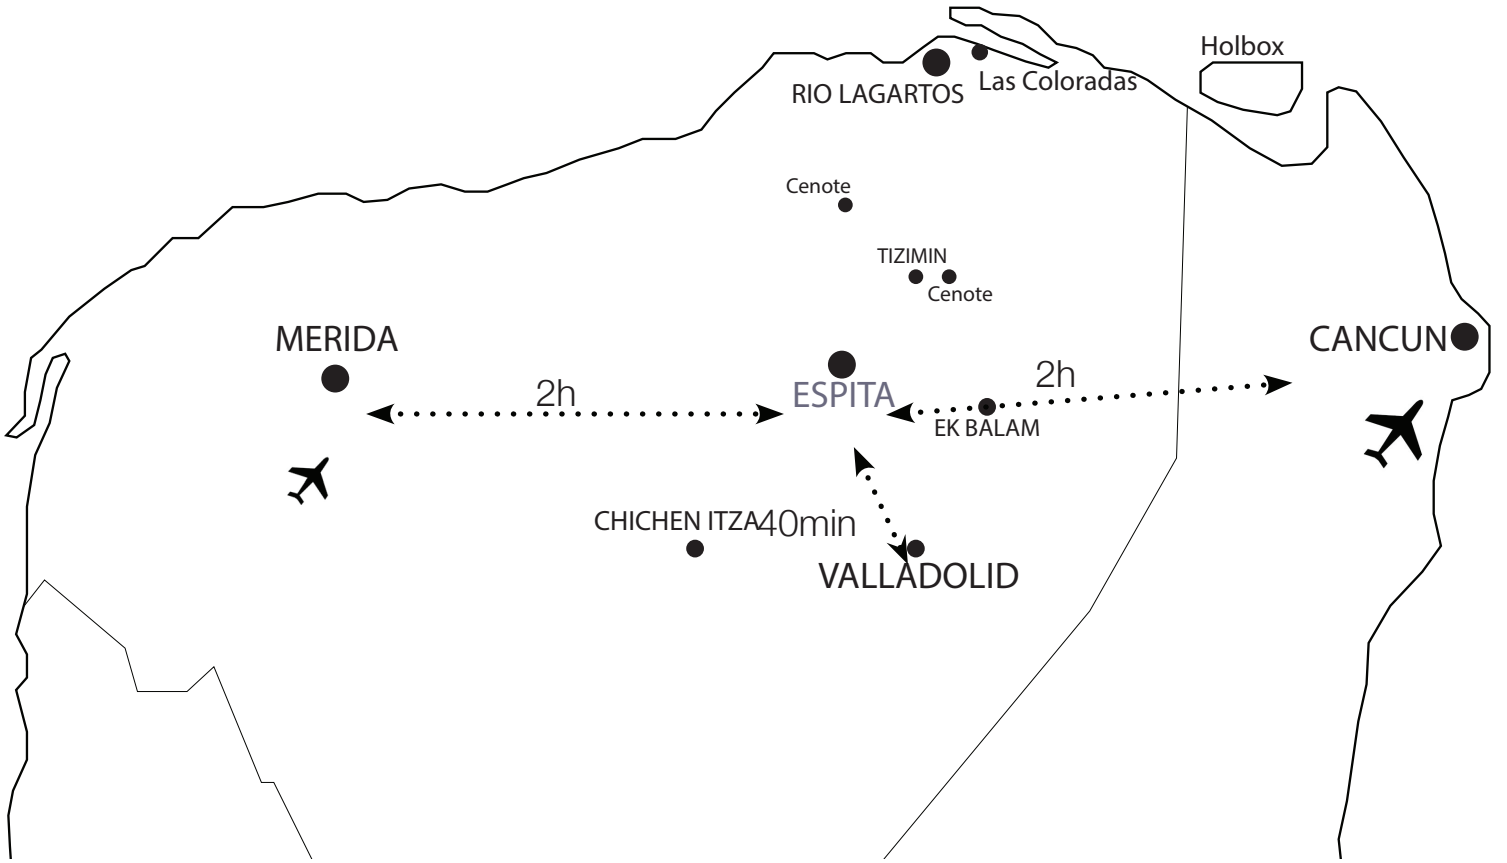 Holbox
Las Coloradas
RIO LAGARTOS
Cenote
TIZIMIN
Cenote
MERIDA
CANCUN
2h
ESPITA
2h
EK BALAM
CHICHEN ITZA
40min
VALLADOLID